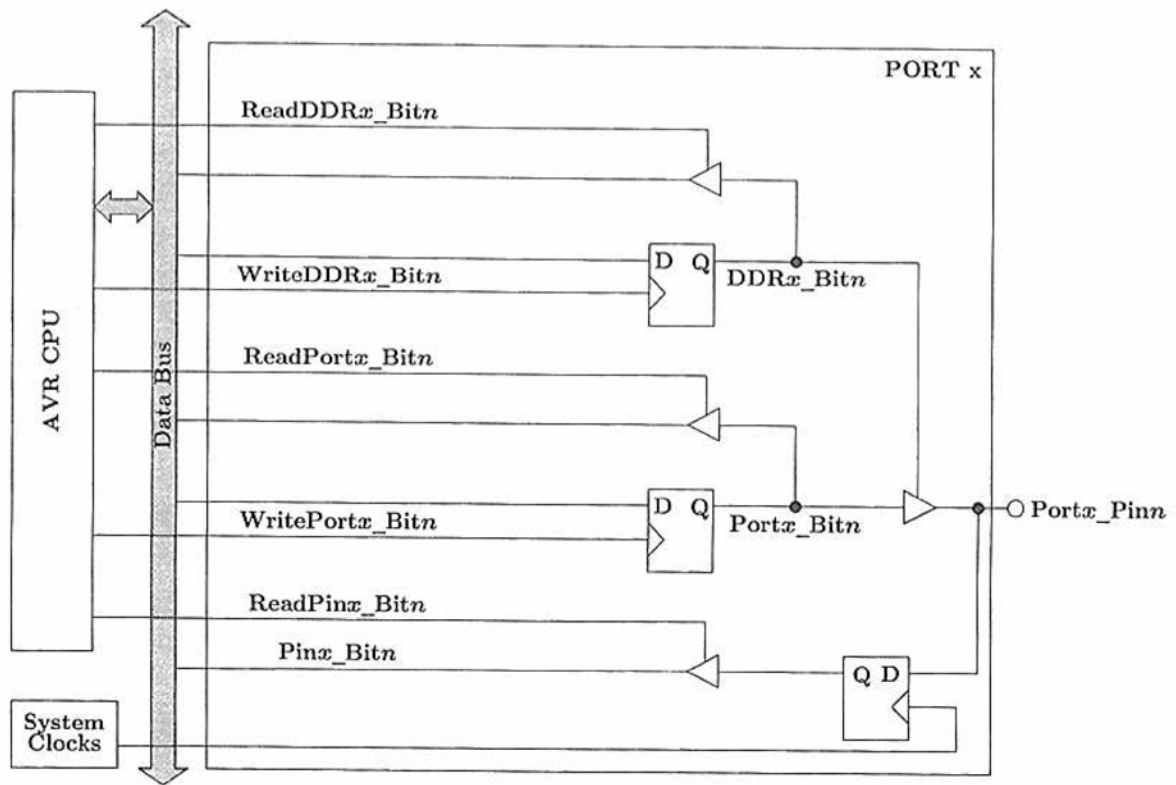 PORT x
ReadDDRx_Bitn
D Q
DDRx_Bitn
WriteDDRx_Bitn
AVR CPU
Data Bus
ReadPortx_Bitn
D Q
Portx_Bitn
WritePortx_Bitn
Portx_Pinn
ReadPinx_Bitn
Pinx_Bitn
Q D
System
Clocks